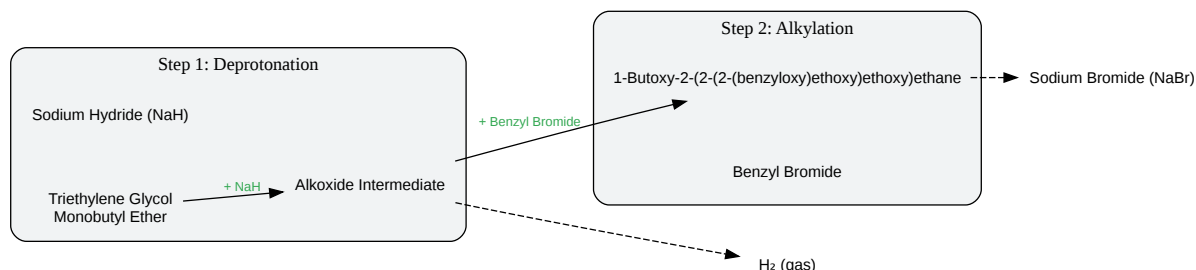 Step 1: Deprotonation
Sodium Hydride (NaH)
Triethylene Glycol
Monobutyl Ether
+ NaH
Alkoxide Intermediate
+ Benzyl Bromide
Step 2: Alkylation
1-Butoxy-2-(2-(2-(benzyloxy)ethoxy)ethoxy)ethane
Benzyl Bromide
Sodium Bromide (NaBr)
H₂ (gas)